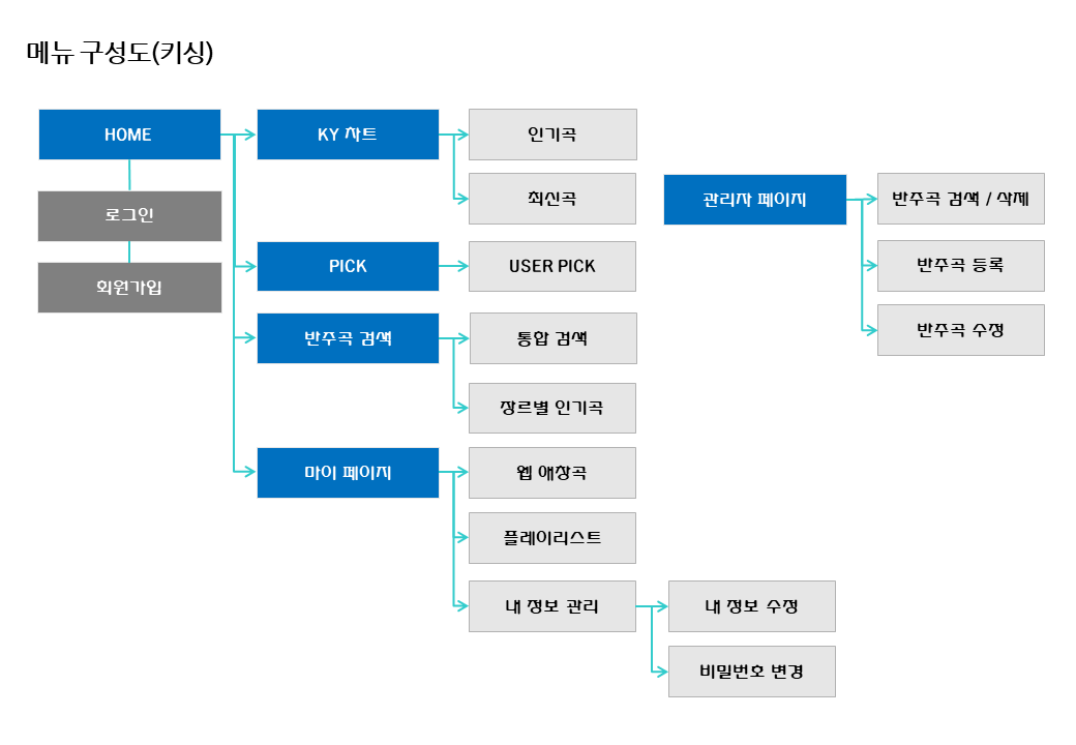 메뉴 구성도(키싱)
HOME
로그인
회원가입
KY 차트
인기곡
최신곡
PICK
USER PICK
반주곡 검색
통합 검색
장르별 인기곡
마이 페이지
웹 애창곡
플레이리스트
내 정보 관리
내 정보 수정
비밀번호 변경
관리자 페이지
반주곡 검색 / 삭제
반주곡 등록
반주곡 수정